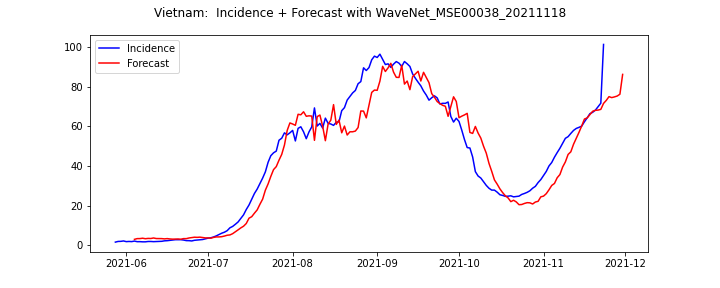 Vietnam:  Incidence + Forecast with WaveNet_MSE00038_20211118
Incidence
Forecast
100
80
60
40
20
0
2021-06 2021-07 2021-08 2021-09 2021-10 2021-11 2021-12